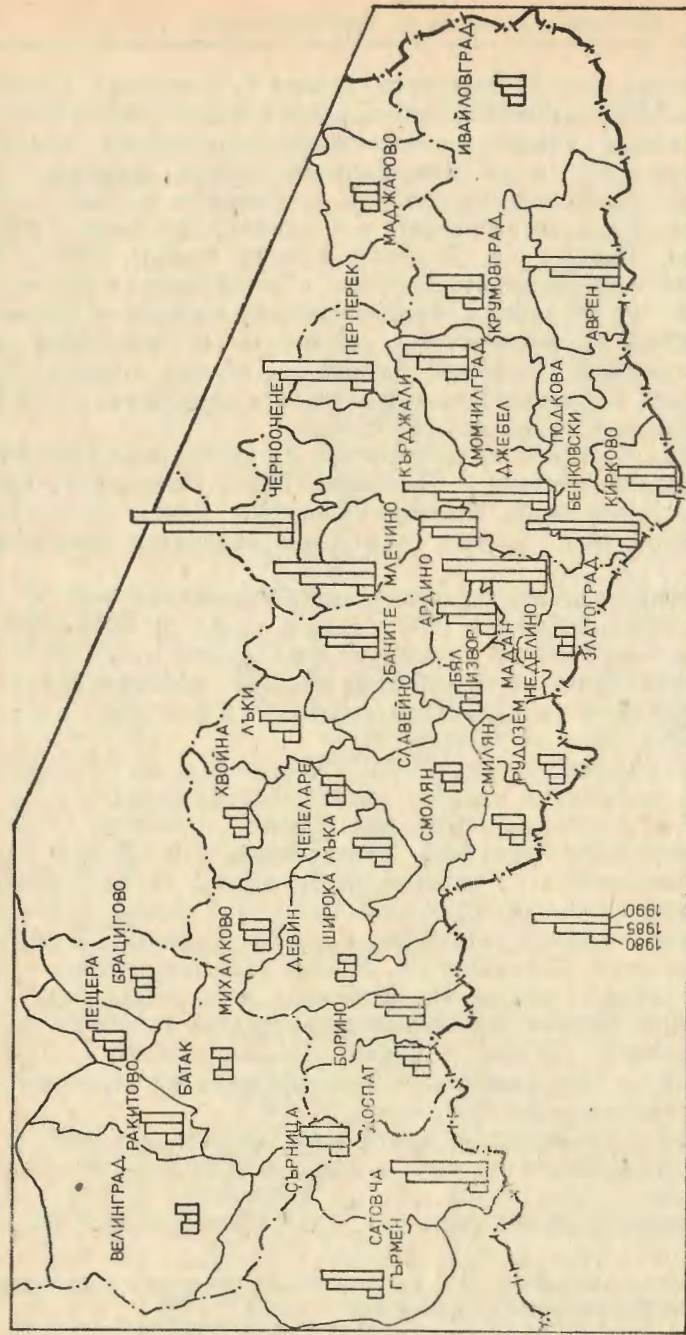 ВЕЛИНГРАД
РАКИТОВО
ПЕЩЕРА
БРАЦИГОВО
БАТАК
СЪРНИЦА
МИХАЛКОВО
ДЕВИН
ШИРОКА
ЛЪКА
ЧЕПЕЛАРЕ
ХВОЙНА
ЛЪКИ
БОРИНО
ДОСПАТ
САТОВЧА
ГЪРМЕН
СМОЛЯН
СЛАВЕЙНО
БАНИТЕ
МЛЕЧИНО
АРДИНО
БЯЛ
ИЗВОР
МАДАН
НЕДЕЛИНО
СМИЛЯН
РУДОЗЕМ
ЗЛАТОГРАД
ЧЕРНООЧЕНЕ
ПЕРПЕРЕК
КЪРДЖАЛИ
МОМЧИЛГРАД
ДЖЕБЕЛ
ПОДКОВА
БЕНКОВСКИ
КИРКОВО
КРУМОВГРАД
АВРЕН
МАДЖАРОВО
ИВАЙЛОВГРАД
1980
1985
1990